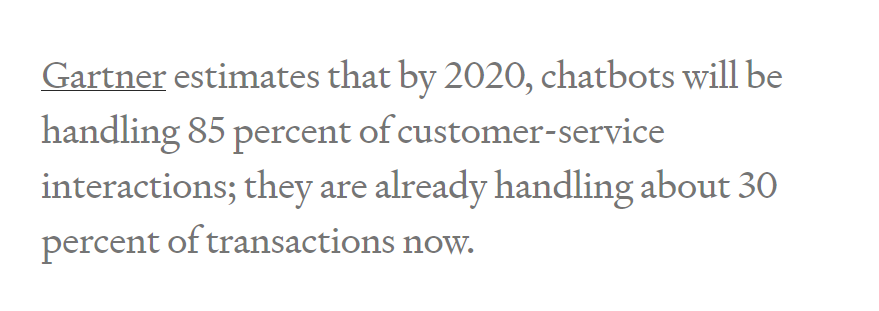 Gartner estimates that by 2020, chatbots will be
handling 85 percent of customer-service
interactions; they are already handling about 30
percent of transactions now.